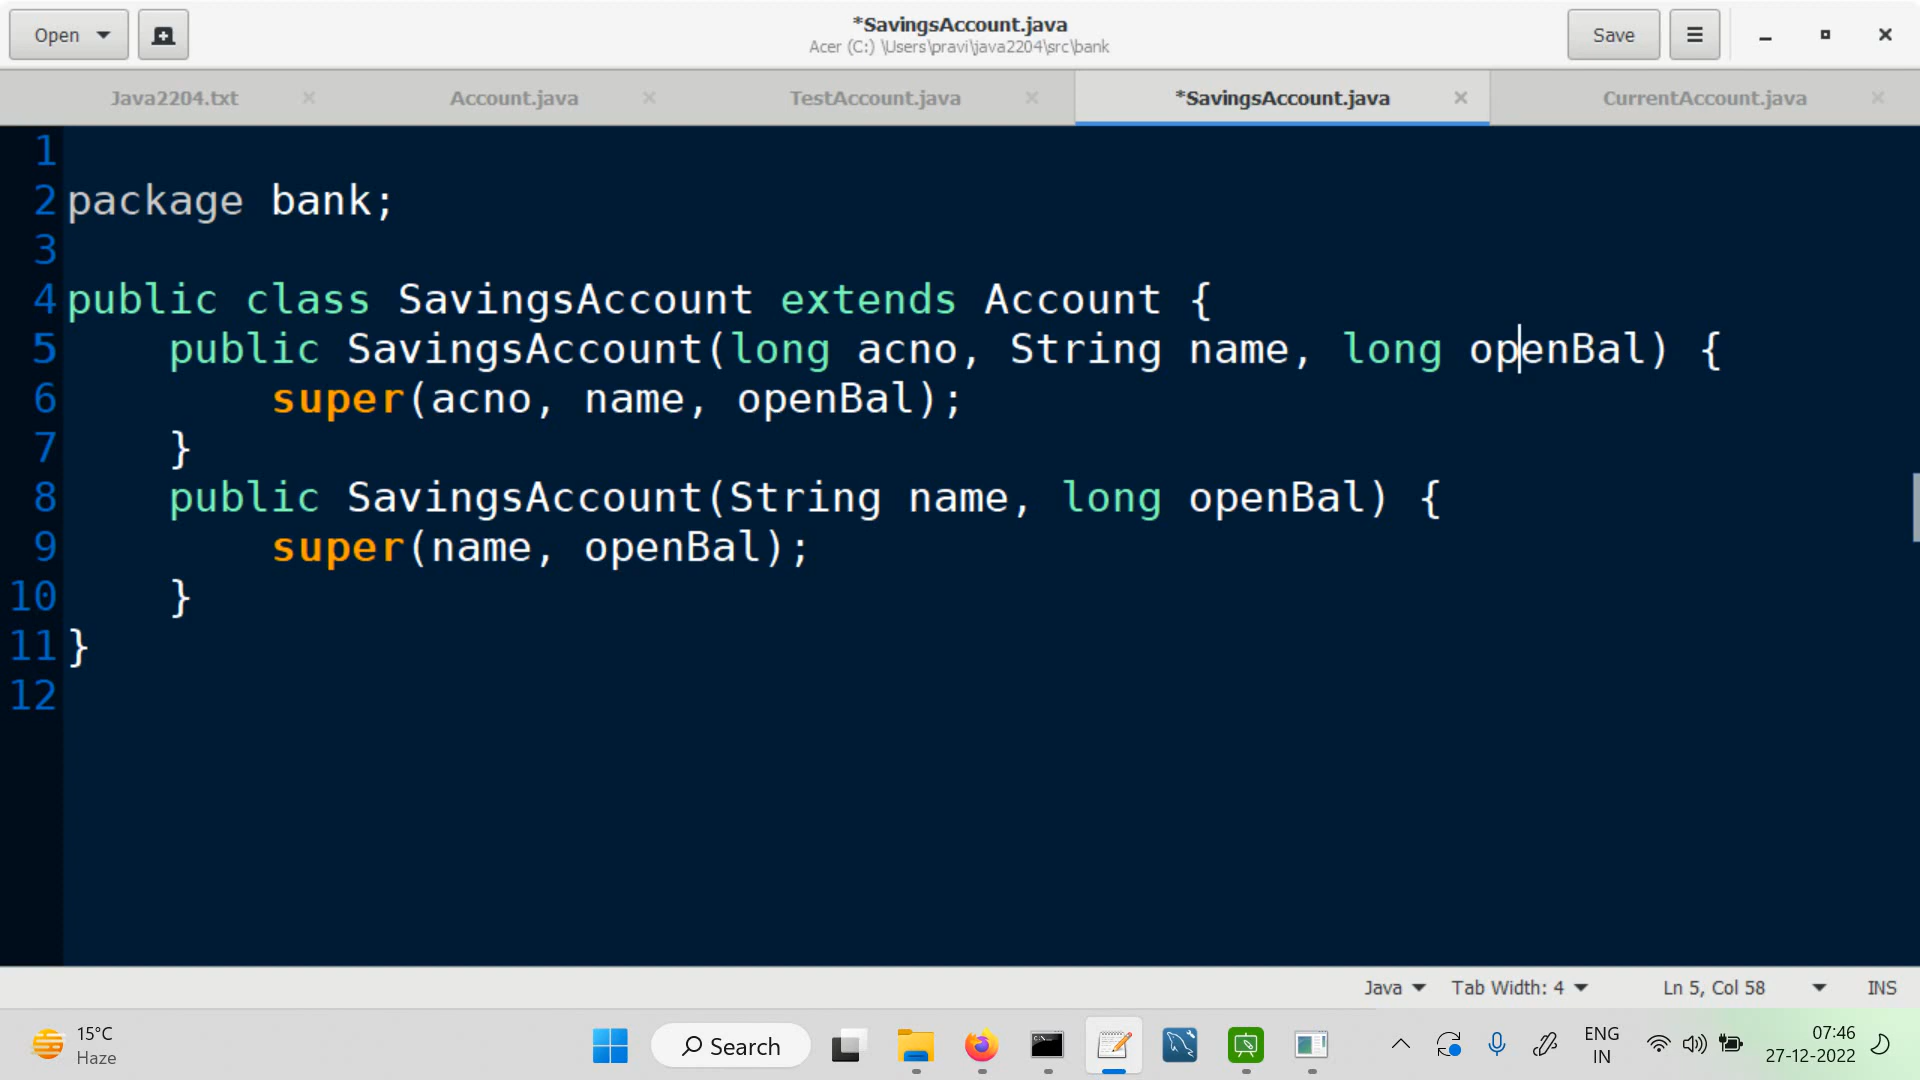 Open
*SavingsAccount.java
Acer (C:) \Users\pravi\java2204\src\bank
Save
Java2204.txt
Account.java
TestAccount.java
*SavingsAccount.java
CurrentAccount.java
1
2 package bank;
3
4 public class SavingsAccount extends Account {
5 public SavingsAccount(long acno, String name, long openBal) {
6 super(acno, name, openBal);
7 }
8 public SavingsAccount(String name, long openBal) {
9 super(name, openBal);
10 }
11 }
12
Java Tab Width: 4 Ln 5, Col 58 INS
15°C
Haze
Search
ENG
IN
07:46
27-12-2022